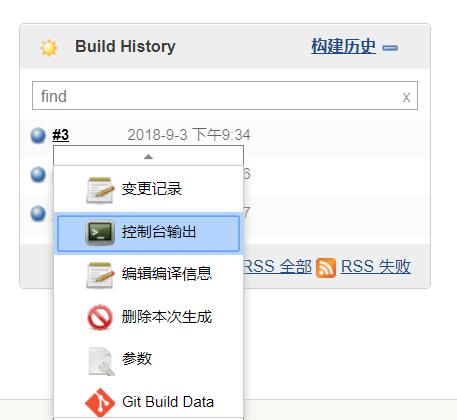 Build History 构建历史
find x
#3 2018-9-3 下午9:34
6
变更记录
7
控制台输出
RSS 全部 RSS 失败
编辑编译信息
删除本次生成
参数
Git Build Data